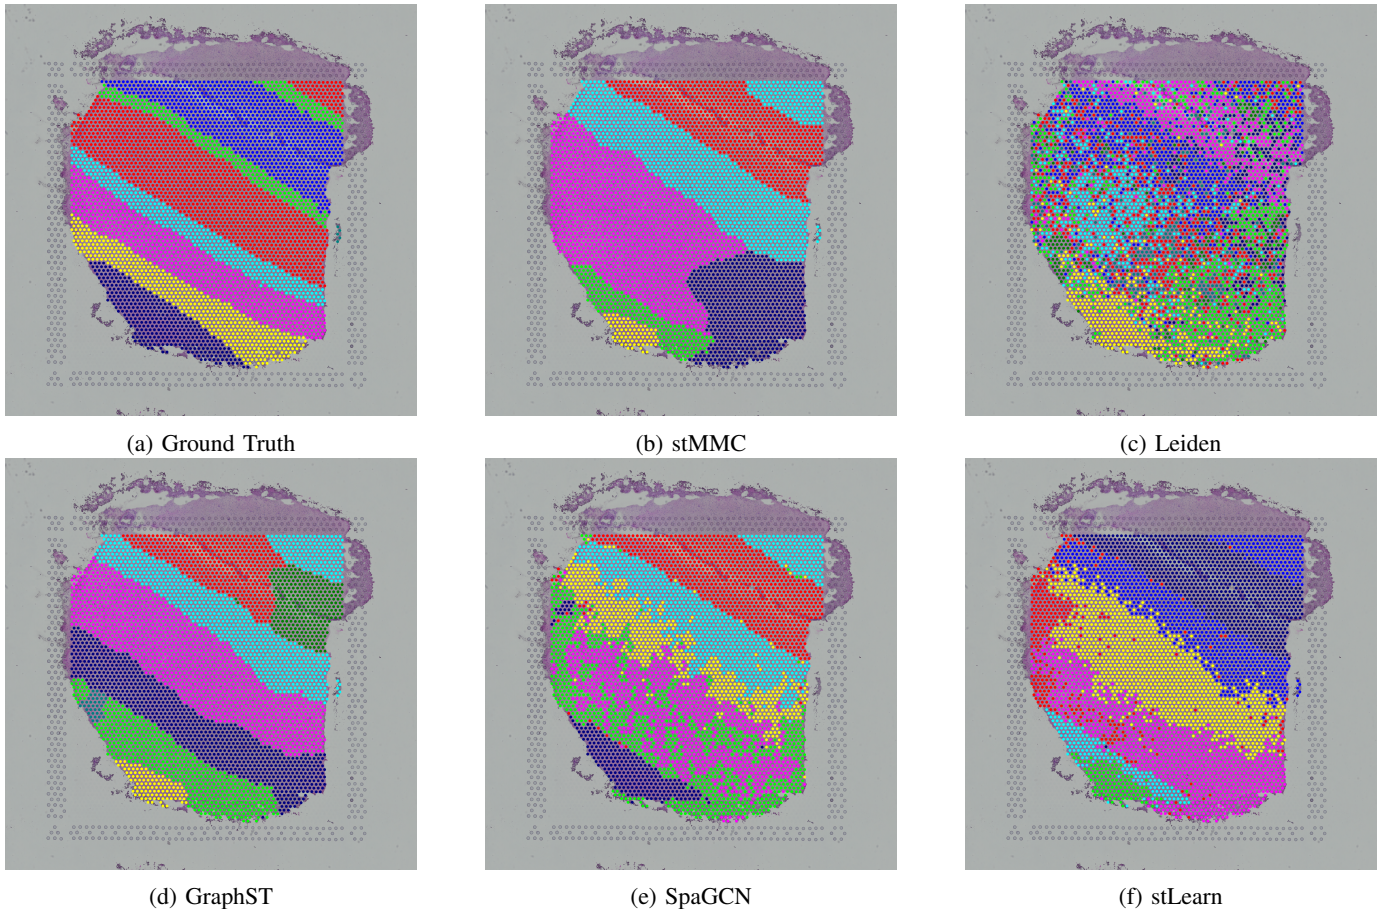 (a) Ground Truth
(b) stMMC
(c) Leiden
(d) GraphST
(e) SpaGCN
(f) stLearn